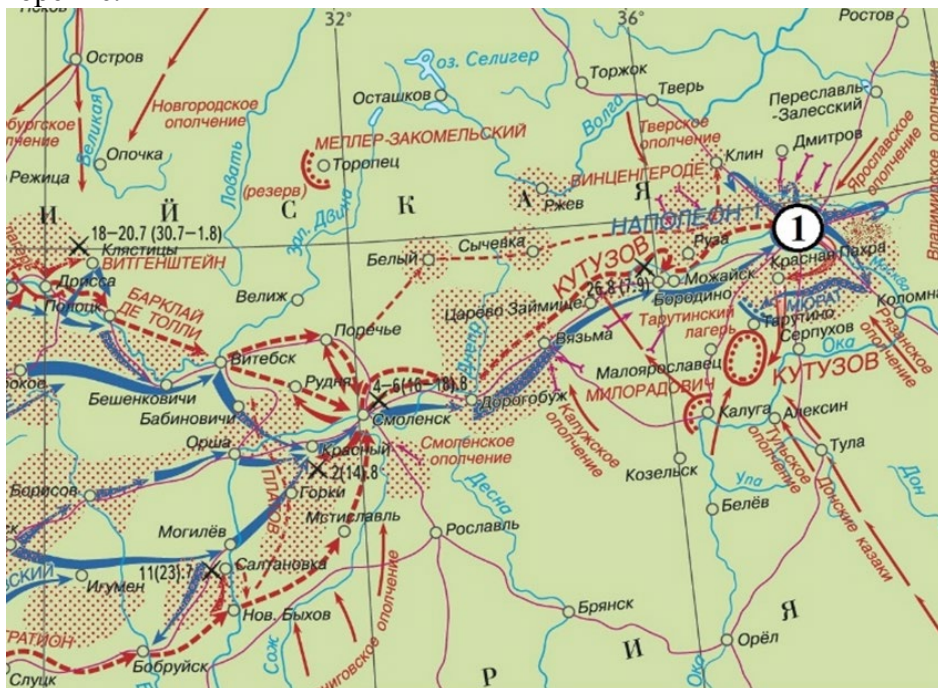 32°
36°
Ростов
Остров
оз. Селигер
Торжок
Осташков
Тверь
Переславль
-Залесский
Великая
Новгородское
ополчение
Волга
Тверское
ополчение
Дмитров
МЕЛЛЕР-ЗАКОМЕЛЬСКИЙ
Ярославское
ополчение
Опочка
Ловать
Торопец
(резерв)
Клин
Владимирское ополчение
Режица
Зап. Двина
ВИНЦЕНГЕРОДЕ
Ржев
И Й С К А Я
НАПОЛЕОН I
1
18–20.7 (30.7–1.8)
Клястицы
ВИТГЕНШТЕЙН
Сычевка
Белый
КУТУЗОВ
Руза
Красная Пахра
Москва
Дрисса
Полоцк
БАРКЛАЙ
ДЕ ТОЛЛИ
Велиж
26.8(7.9)
Можайск
Бородино
Царево Займище
МЮРАТ
Коломна
Тарутинский
лагерь
Тарутино
Серпухов
Поречье
Днепр
Вязьма
Ока
Рязанское
ополчение
Витебск
Малоярославец
КУТУЗОВ
Рудня
4–6(16–18).8
МИЛОРАДОВИЧ
Бешенковичи
Бабиновичи
Смоленск
Дорогобуж
Калужское
ополчение
Калуга
Алексин
Тульское
ополчение
Орша
Красный
Смоленское
ополчение
Тула
2(14).8
Козельск
Борисов
ПЛАТОВ
Горки
Десна
Упа
Дон
Белёв
Донские казаки
Могилёв
Мстиславль
Рославль
11(23).7
Салтановка
Игумен
Нов. Быхов
Брянск
Орёл
Бобруйск
Слуцк
Сож
Ока
Р И Я